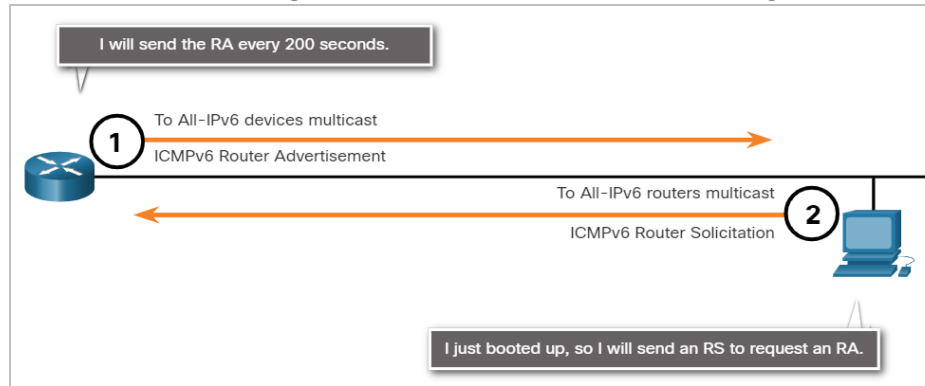 I will send the RA every 200 seconds.
1
To All-IPv6 devices multicast
ICMPv6 Router Advertisement
To All-IPv6 routers multicast
2
ICMPv6 Router Solicitation
I just booted up, so I will send an RS to request an RA.